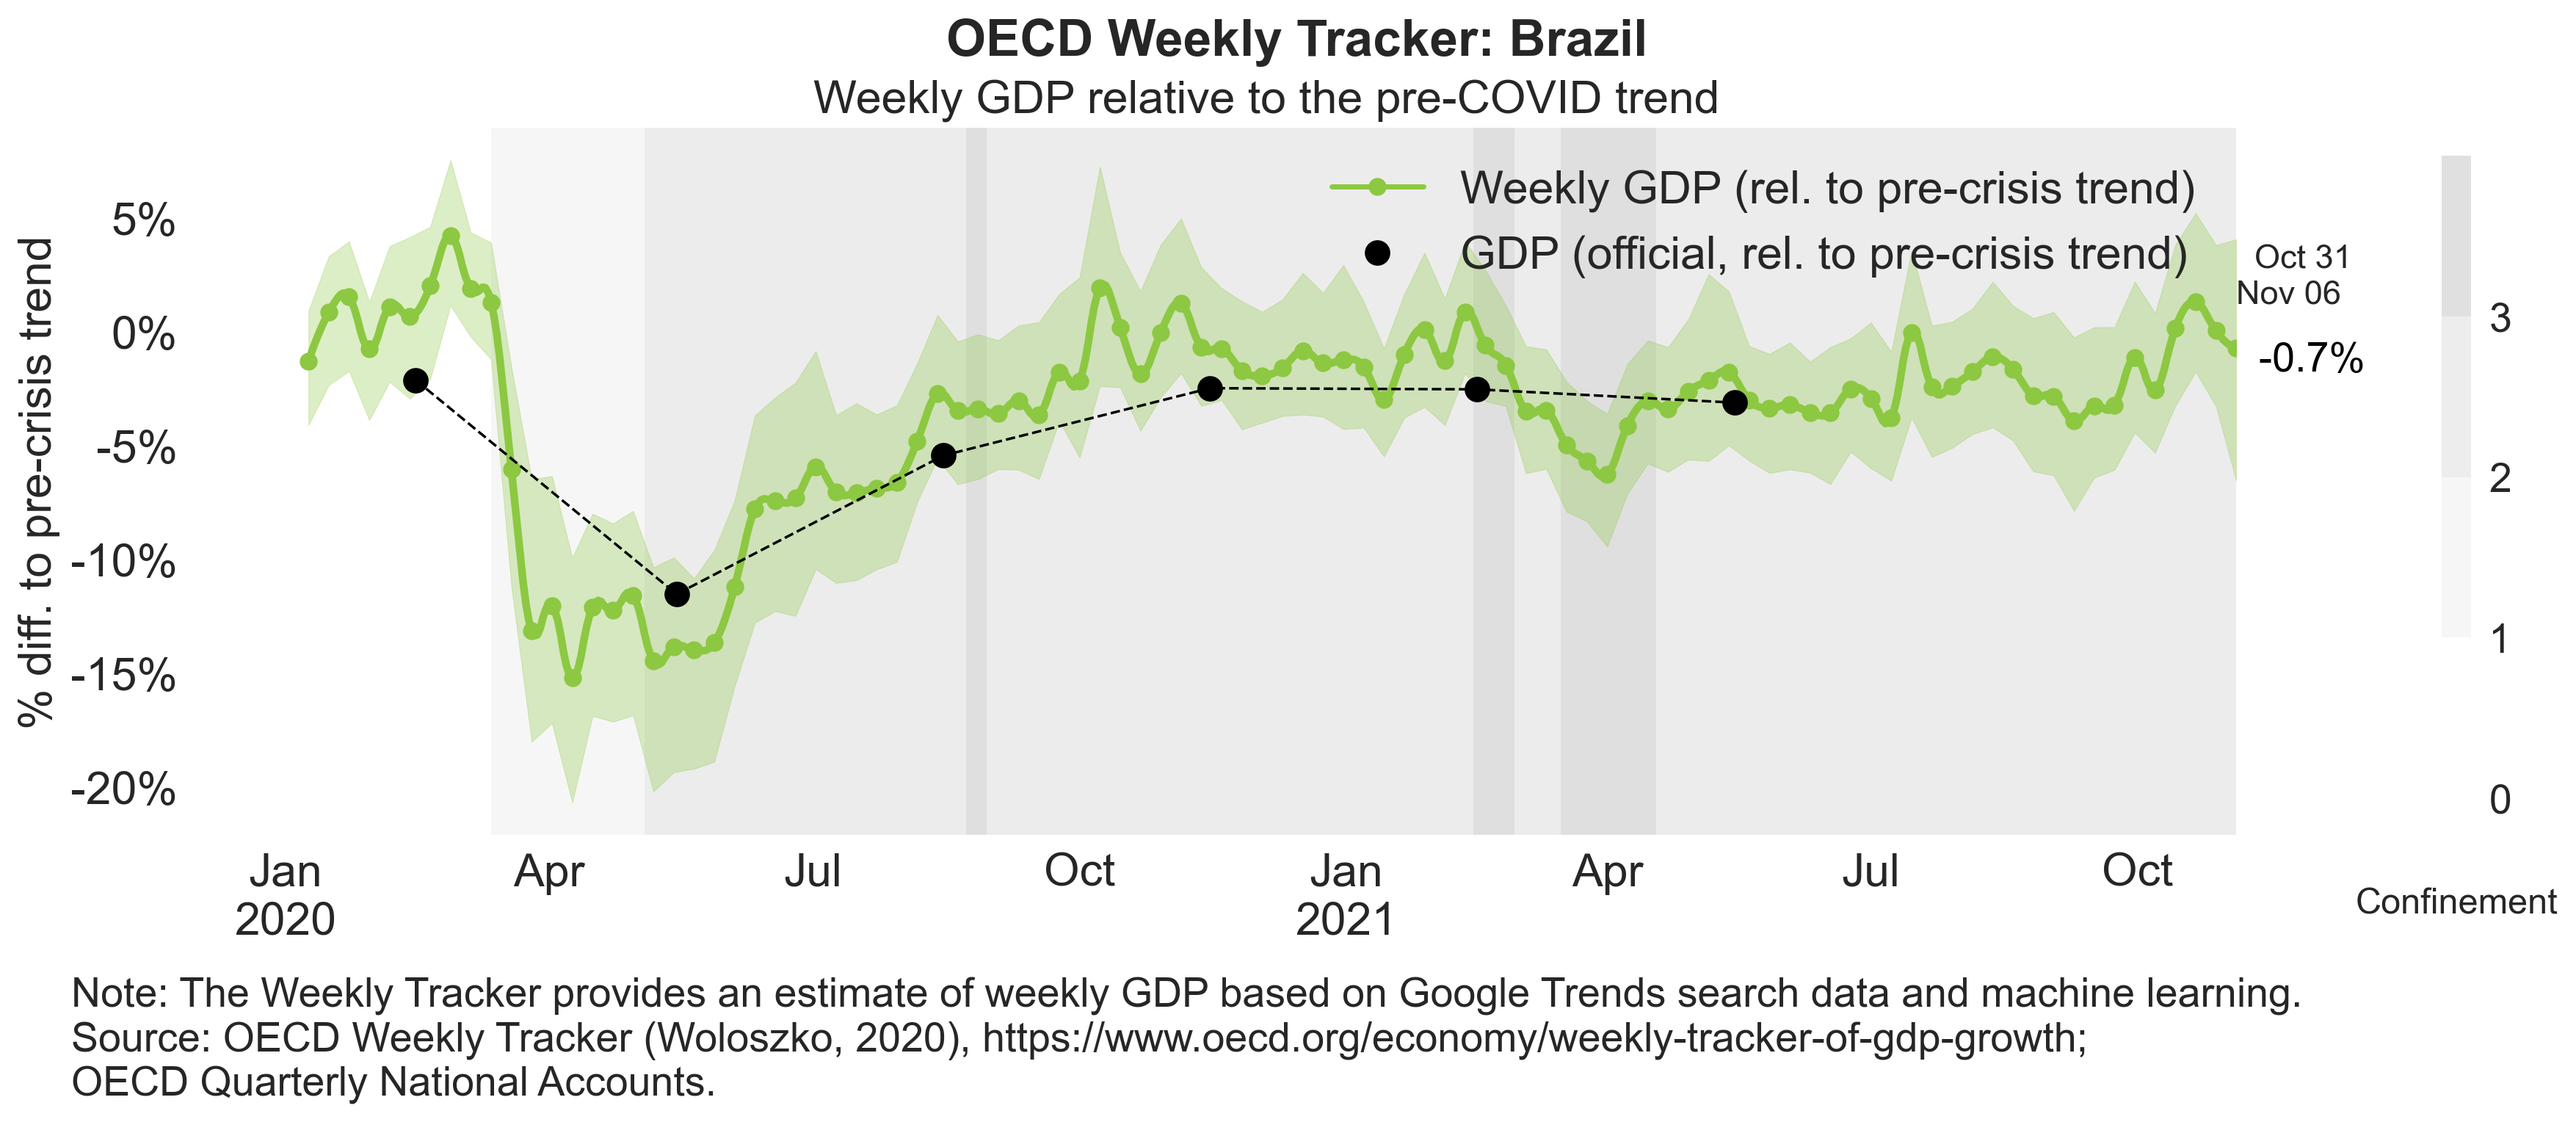 OECD Weekly Tracker: Brazil
Weekly GDP relative to the pre-COVID trend
% diff. to pre-crisis trend
5%
0%
-5%
-10%
-15%
-20%
Weekly GDP (rel. to pre-crisis trend)
GDP (official, rel. to pre-crisis trend)
Oct 31
Nov 06
-0.7%
3
2
1
0
Confinement
Jan Apr Jul Oct Jan Apr Jul Oct
2020 2021
Note: The Weekly Tracker provides an estimate of weekly GDP based on Google Trends search data and machine learning.
Source: OECD Weekly Tracker (Woloszko, 2020), https://www.oecd.org/economy/weekly-tracker-of-gdp-growth;
OECD Quarterly National Accounts.